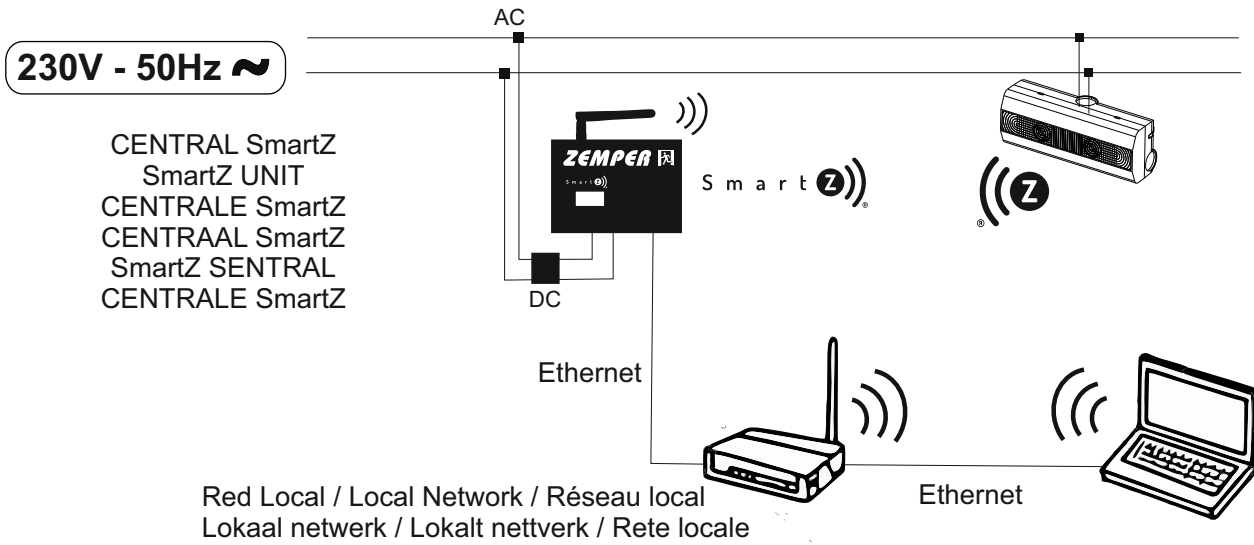 AC
230V - 50Hz ~
CENTRAL SmartZ
SmartZ UNIT
CENTRALE SmartZ
CENTRAAL SmartZ
SmartZ SENTRAL
CENTRALE SmartZ
ZEMPER
SmartZ
Smart Z ®
Z ®
DC
Ethernet
Ethernet
Red Local / Local Network / Réseau local
Lokaal netwerk / Lokalt nettverk / Rete locale